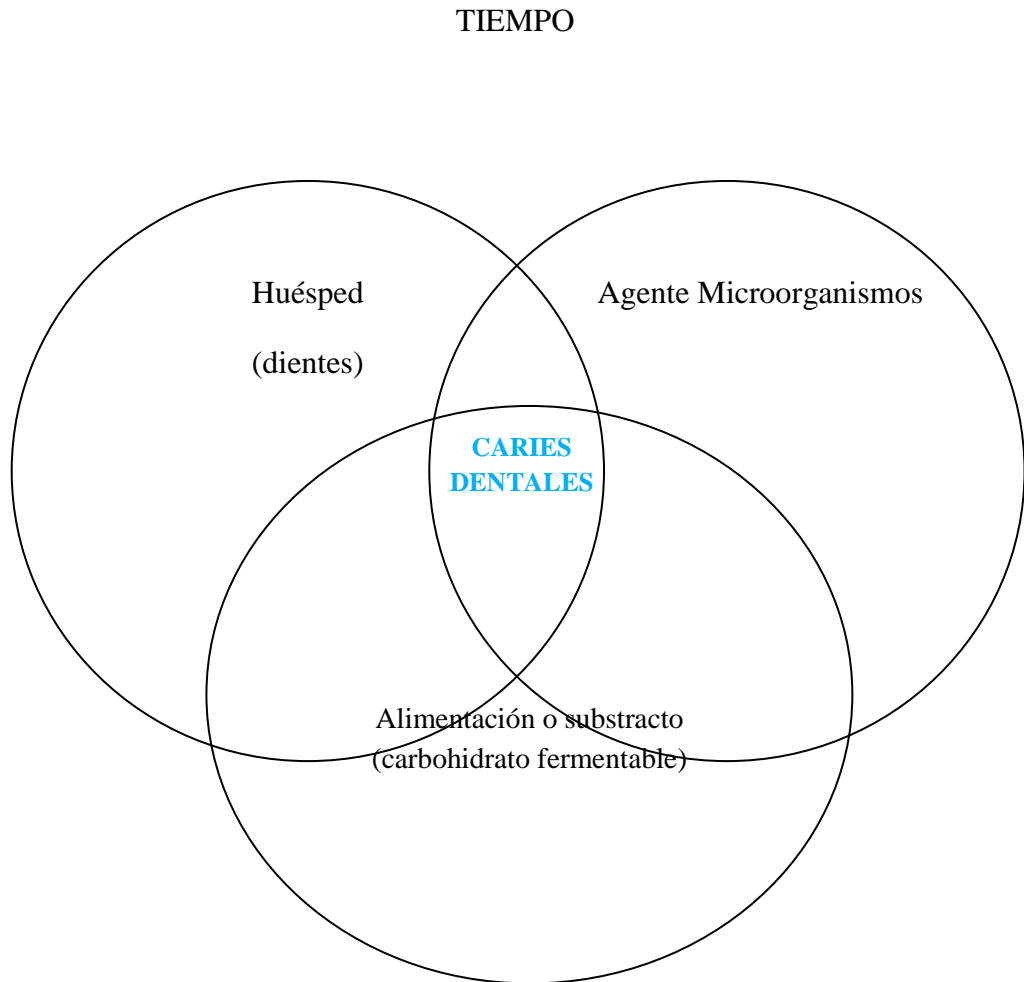 TIEMPO
Huésped
(dientes)
Agente Microorganismos
CARIES
DENTALES
Alimentación o substracto
(carbohidrato fermentable)